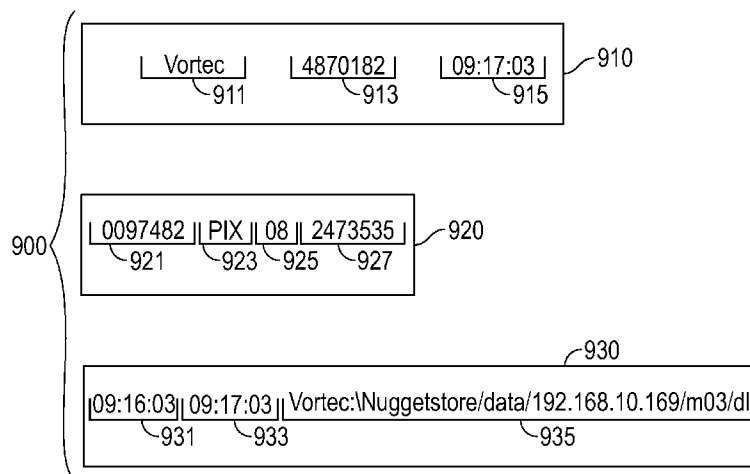 Vortec 4870182 09:17:03 910
911 913 915
900
0097482 PIX 08 2473535 920
921 923 925 927
930
09:16:03 09:17:03 Vortec:\Nuggetstore/data/192.168.10.169/m03/dl
931 933 935